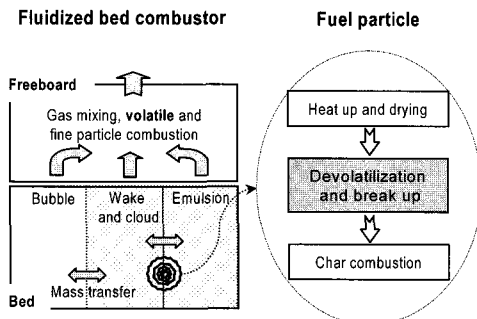 Fluidized bed combustor
Freeboard
Gas mixing, volatile and
fine particle combustion
Bubble
Wake
and cloud
Emulsion
Mass transfer
Bed
Fuel particle
Heat up and drying
Devolatilization
and break up
Char combustion